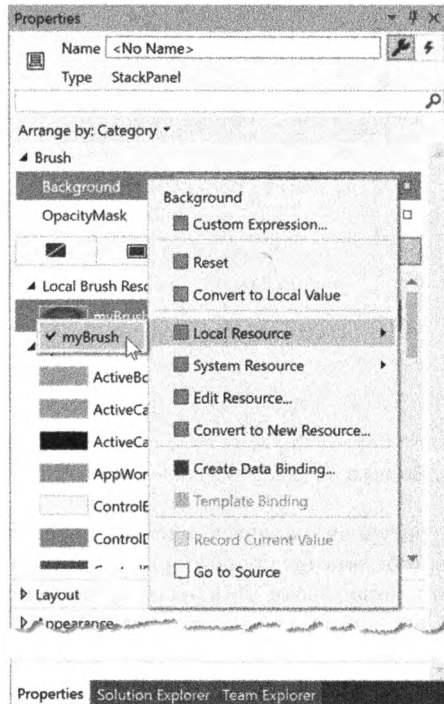 Properties
Name <No Name>
Type StackPanel
Arrange by: Category
Brush
Background
OpacityMask
Local Brush Reso
myBrush
ActiveBo
ActiveCa
ActiveCa
AppWor
ControlD
Layout
Appearance
Background
Custom Expression...
Reset
Convert to Local Value
Local Resource
✓ myBrush
System Resource
Edit Resource...
Convert to New Resource...
Create Data Binding...
Template Binding
Record Current Value
Go to Source
Properties Solution Explorer Team Explorer